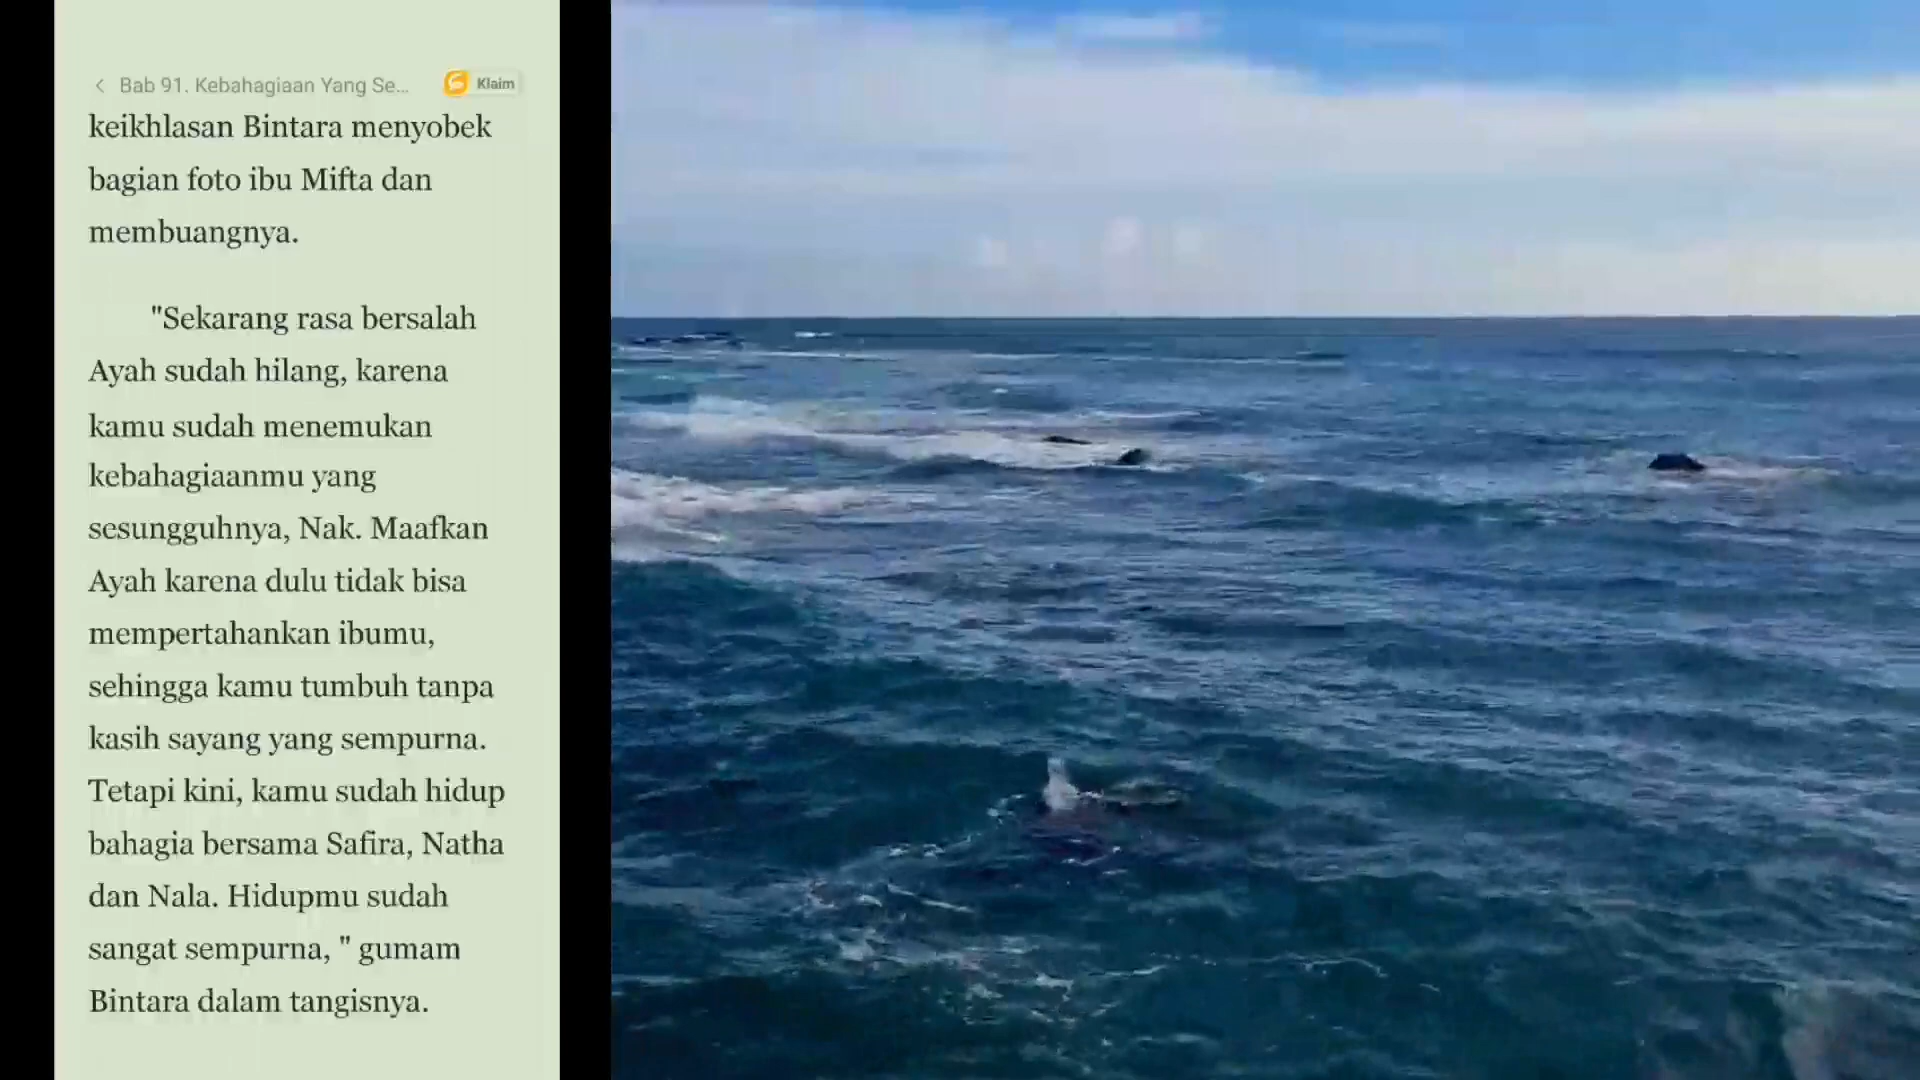 Bab 91. Kebahagiaan Yang Se...
Klaim
keikhlasan Bintara menyobek
bagian foto ibu Mifta dan
membuangnya.
"Sekarang rasa bersalah
Ayah sudah hilang, karena
kamu sudah menemukan
kebahagiaanmu yang
sesungguhnya, Nak. Maafkan
Ayah karena dulu tidak bisa
mempertahankan ibumu,
sehingga kamu tumbuh tanpa
kasih sayang yang sempurna.
Tetapi kini, kamu sudah hidup
bahagia bersama Safira, Natha
dan Nala. Hidupmu sudah
sangat sempurna, " gumam
Bintara dalam tangisnya.